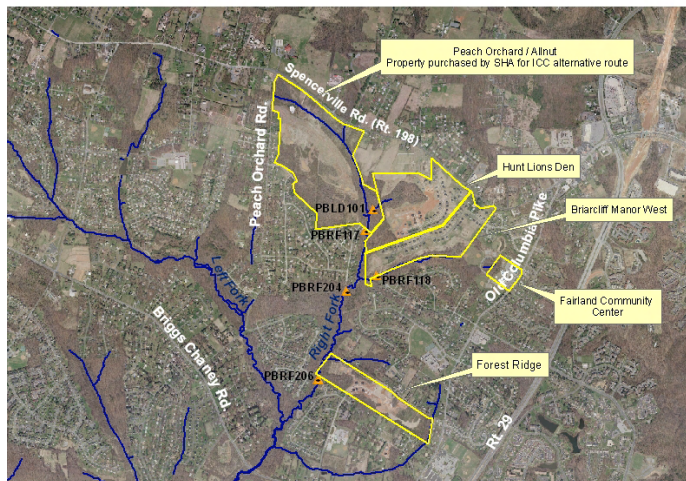 Peach Orchard / Allnut
Property purchased by SHA for ICC alternative route
Spencerville Rd. (Rt. 198)
Peach Orchard Rd.
Hunt Lions Den
PBLD101
Briarcliff Manor West
PBRF117
Old Columbia Pike
PBRF118
Left Fork
PBRF204
Fairland Community
Center
Right Fork
Briggs Chaney Rd.
Forest Ridge
PBRF206
Rt. 29